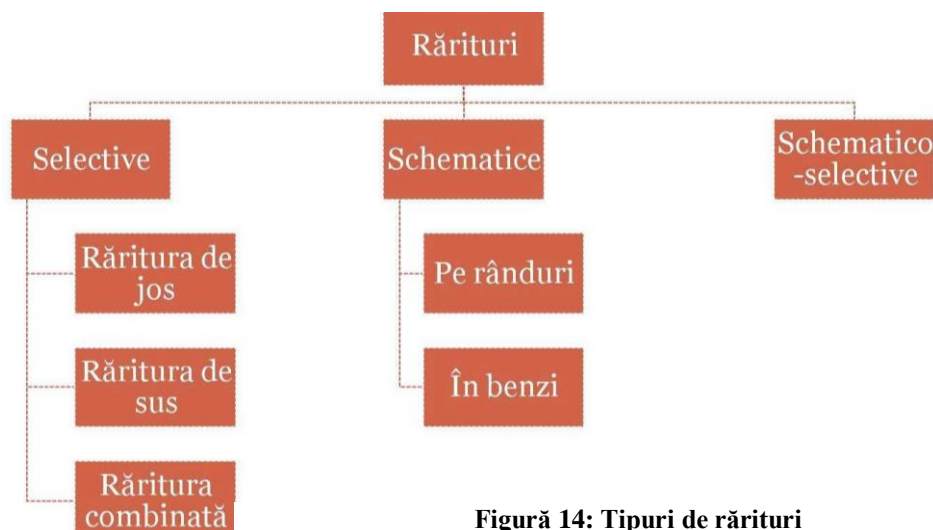 Rărituri
Selective
Schematice
Schematico
-selective
Răritura de
jos
Pe rânduri
Răritura de
sus
În benzi
Răritura
combinată
Figură 14: Tipuri de rărituri